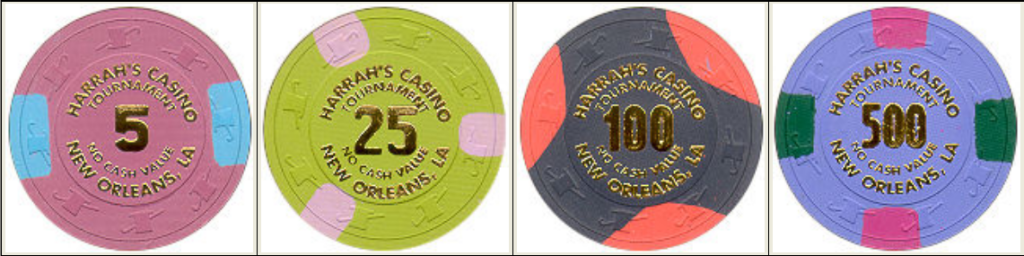 HARRAH'S CASINO
TOURNAMENT
5
NO CASH VALUE
NEW ORLEANS, LA
HARRAH'S CASINO
TOURNAMENT
25
NO CASH VALUE
NEW ORLEANS, LA
HARRAH'S CASINO
TOURNAMENT
100
NO CASH VALUE
NEW ORLEANS, LA
HARRAH'S CASINO
TOURNAMENT
500
NO CASH VALUE
NEW ORLEANS, LA